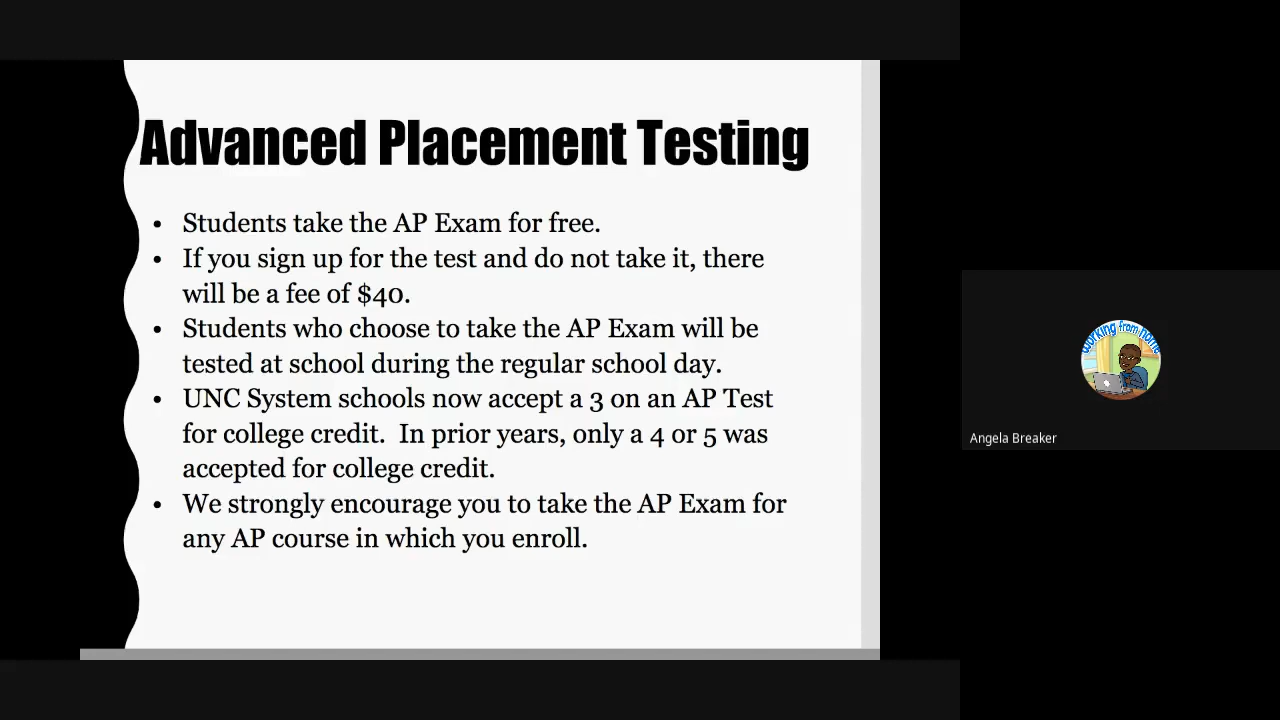 Advanced Placement Testing
• Students take the AP Exam for free.
• If you sign up for the test and do not take it, there
will be a fee of $40.
• Students who choose to take the AP Exam will be
tested at school during the regular school day.
• UNC System schools now accept a 3 on an AP Test
for college credit.  In prior years, only a 4 or 5 was
accepted for college credit.
• We strongly encourage you to take the AP Exam for
any AP course in which you enroll.
working from home
Angela Breaker